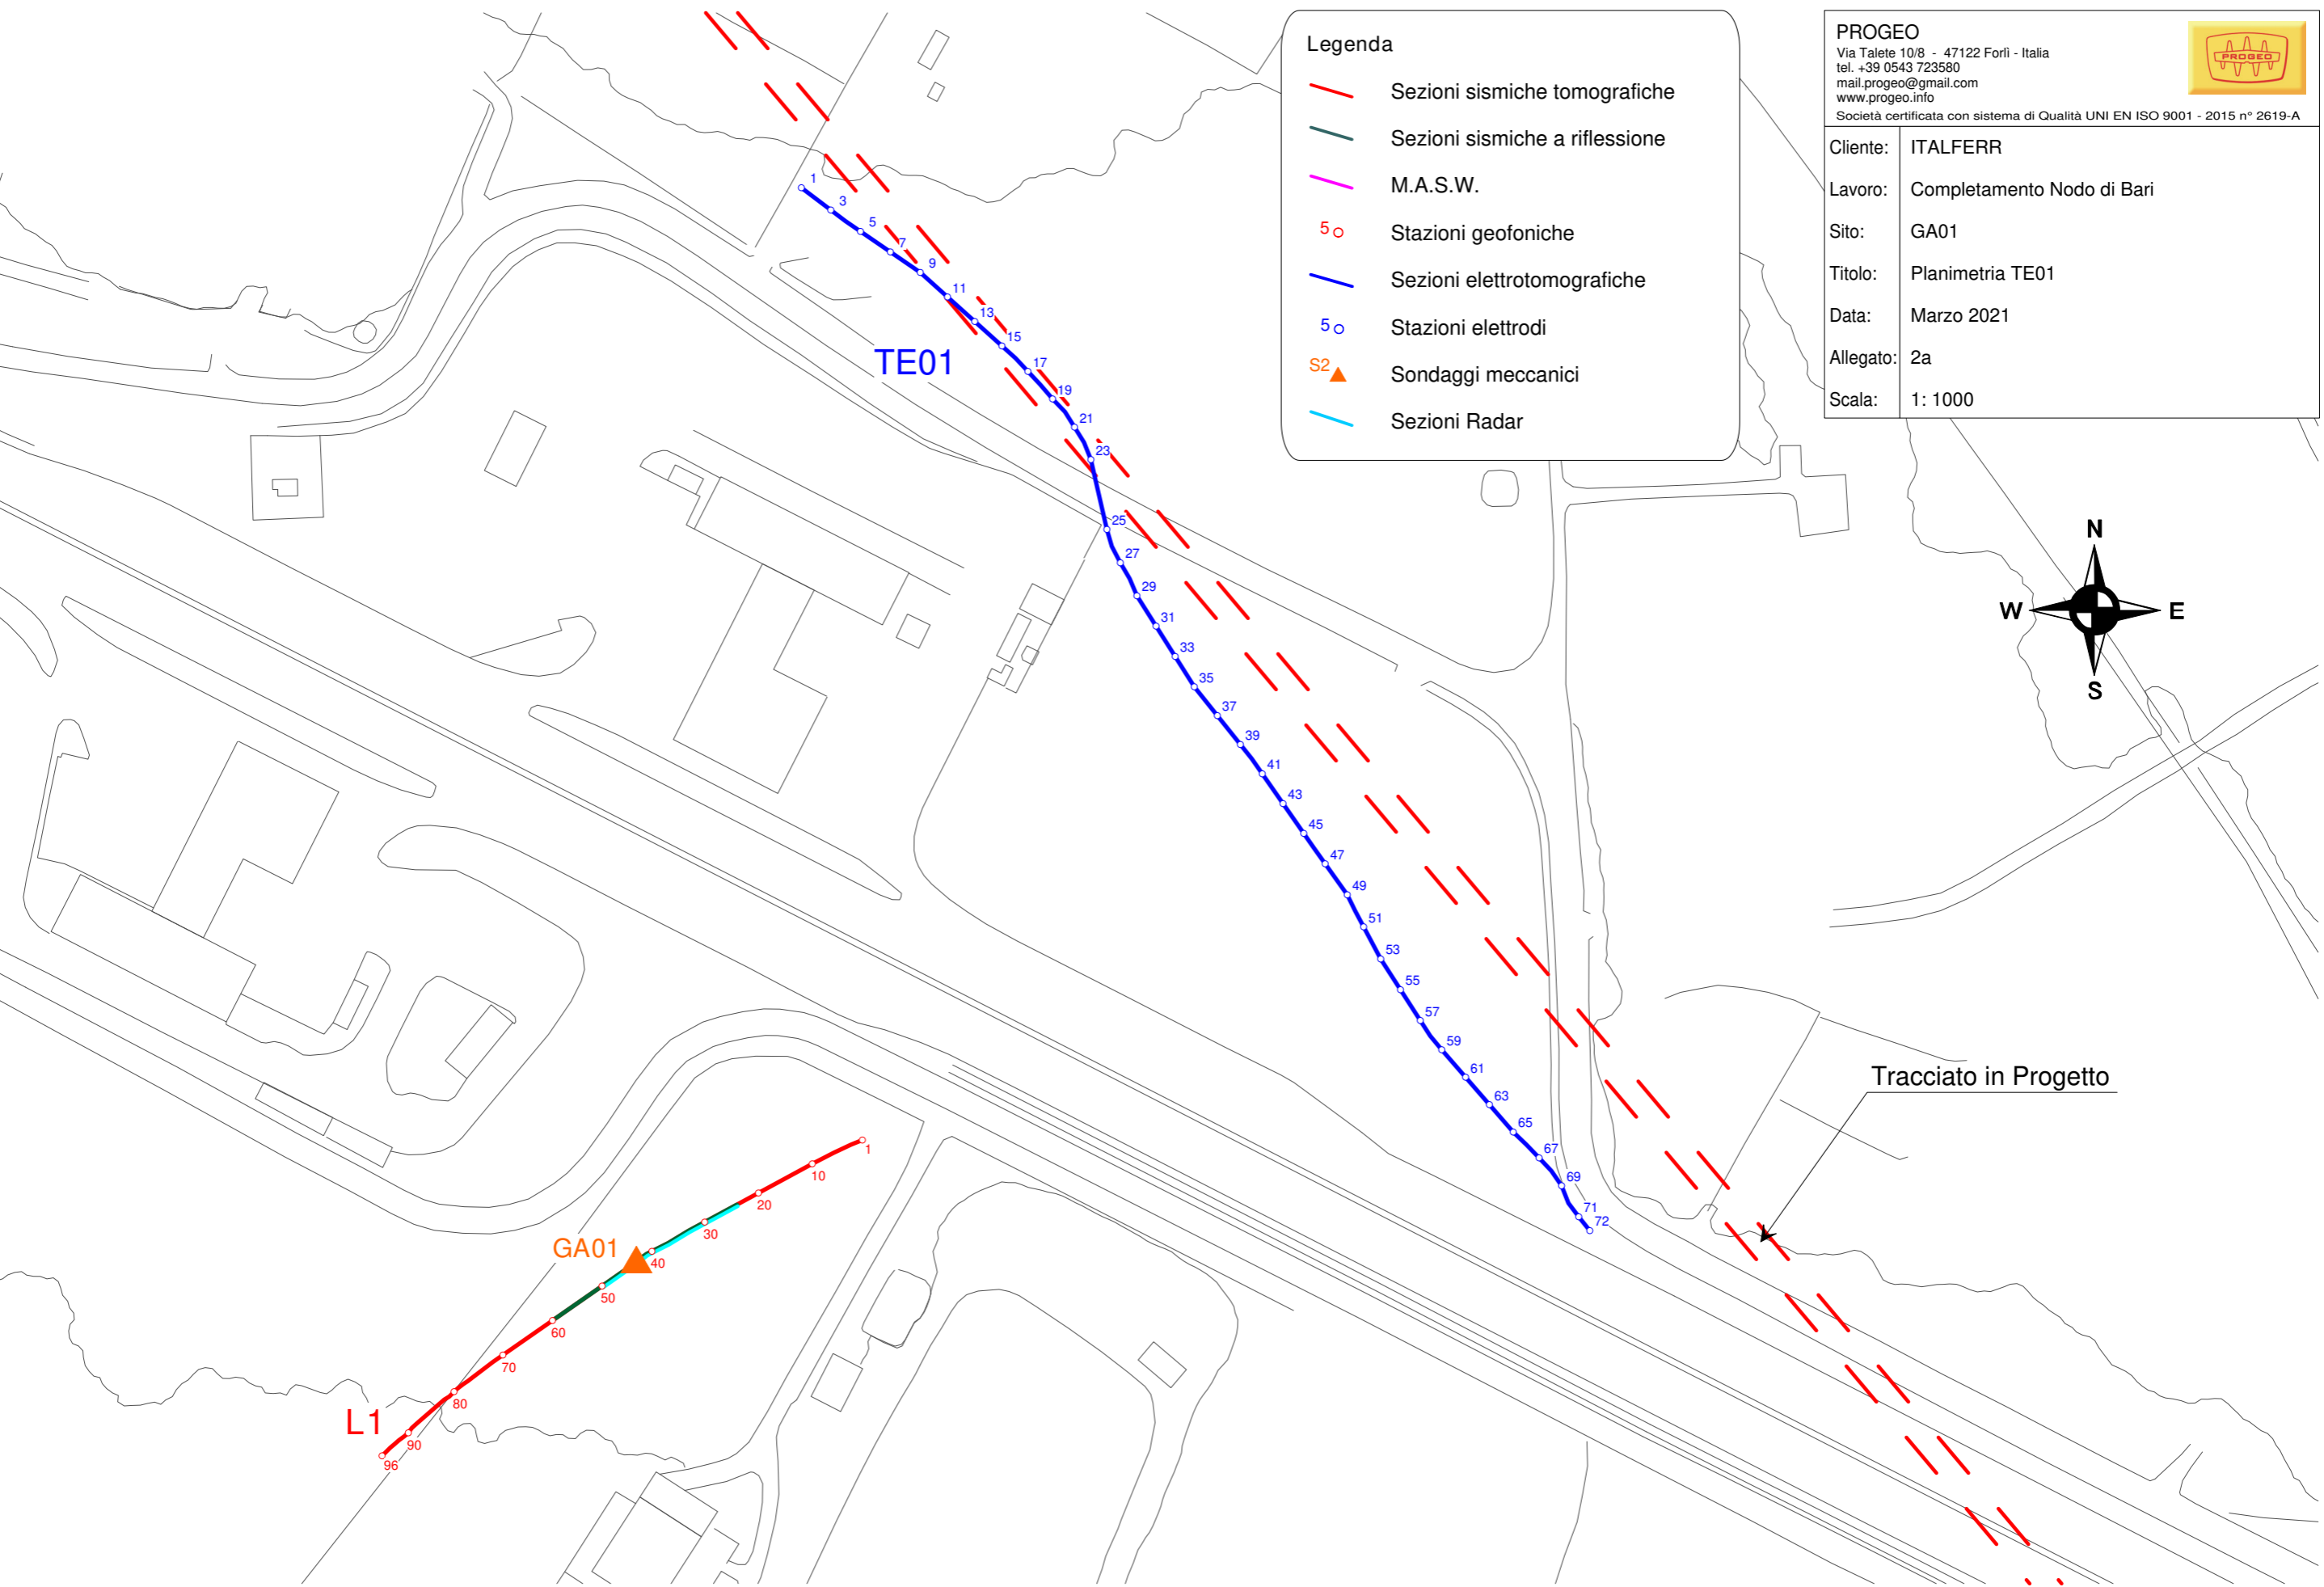 Legenda
Sezioni sismiche tomografiche
Sezioni sismiche a riflessione
M.A.S.W.
5 Stazioni geofoniche
Sezioni elettrotomografiche
5 Stazioni elettrodi
S2 Sondaggi meccanici
Sezioni Radar
PROGEO
Via Talete 10/8 - 47122 Forlì - Italia
tel. +39 0543 723580
mail.progeo@gmail.com
www.progeo.info
PROGEO
Società certificata con sistema di Qualità UNI EN ISO 9001 - 2015 n° 2619-A
Cliente: ITALFERR
Lavoro: Completamento Nodo di Bari
Sito: GA01
Titolo: Planimetria TE01
Data: Marzo 2021
Allegato: 2a
Scala: 1: 1000
N
W
E
S
TE01
1
3
5
7
9
11
13
15
17
19
21
23
25
27
29
31
33
35
37
39
41
43
45
47
49
51
53
55
57
59
61
63
65
67
69
71
72
Tracciato in Progetto
GA01
L1
1
10
20
30
40
50
60
70
80
90
96